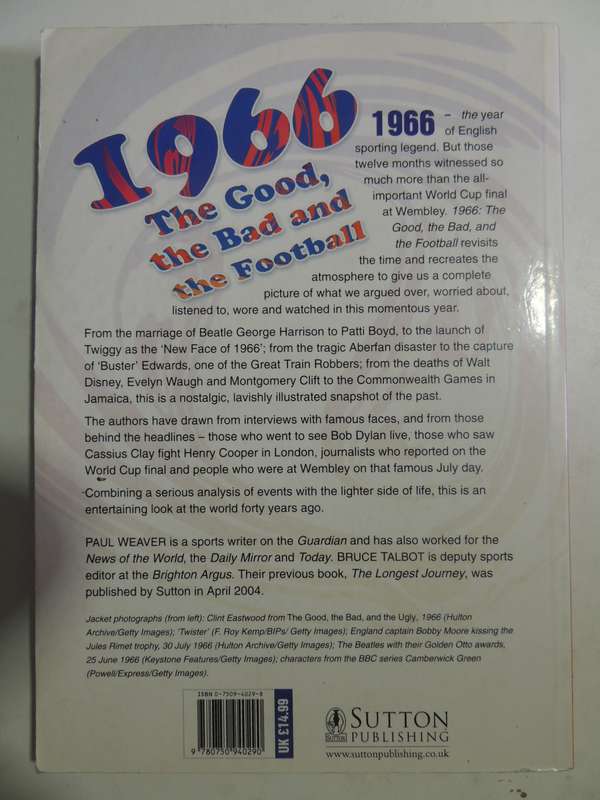 1966
The Good,
the Bad and
the Football
1966 – the year
of English
sporting legend. But those
twelve months witnessed so
much more than the all-
important World Cup final
at Wembley. 1966: The
Good, the Bad, and
the Football revisits
the time and recreates the
atmosphere to give us a complete
picture of what we argued over, worried about,
listened to, wore and watched in this momentous year.
From the marriage of Beatle George Harrison to Patti Boyd, to the launch of
Twiggy as the 'New Face of 1966'; from the tragic Aberfan disaster to the capture
of 'Buster' Edwards, one of the Great Train Robbers; from the deaths of Walt
Disney, Evelyn Waugh and Montgomery Clift to the Commonwealth Games in
Jamaica, this is a nostalgic, lavishly illustrated snapshot of the past.
The authors have drawn from interviews with famous faces, and from those
behind the headlines – those who went to see Bob Dylan live, those who saw
Cassius Clay fight Henry Cooper in London, journalists who reported on the
World Cup final and people who were at Wembley on that famous July day.
Combining a serious analysis of events with the lighter side of life, this is an
entertaining look at the world forty years ago.
PAUL WEAVER is a sports writer on the Guardian and has also worked for the
News of the World, the Daily Mirror and Today. BRUCE TALBOT is deputy sports
editor at the Brighton Argus. Their previous book, The Longest Journey, was
published by Sutton in April 2004.
Jacket photographs (from left): Clint Eastwood from The Good, the Bad, and the Ugly, 1966 (Hulton
Archive/Getty Images); 'Twister' (F. Roy Kemp/BIPs/ Getty Images); England captain Bobby Moore kissing the
Jules Rimet trophy, 30 July 1966 (Hulton Archive/Getty Images); The Beatles with their Golden Otto awards,
25 June 1966 (Keystone Features/Getty Images); characters from the BBC series Camberwick Green
(Powell/Express/Getty Images).
ISBN 0-7509-4029-8
9 780750 940290
UK £14.99
SUTTON
PUBLISHING
www.suttonpublishing.co.uk